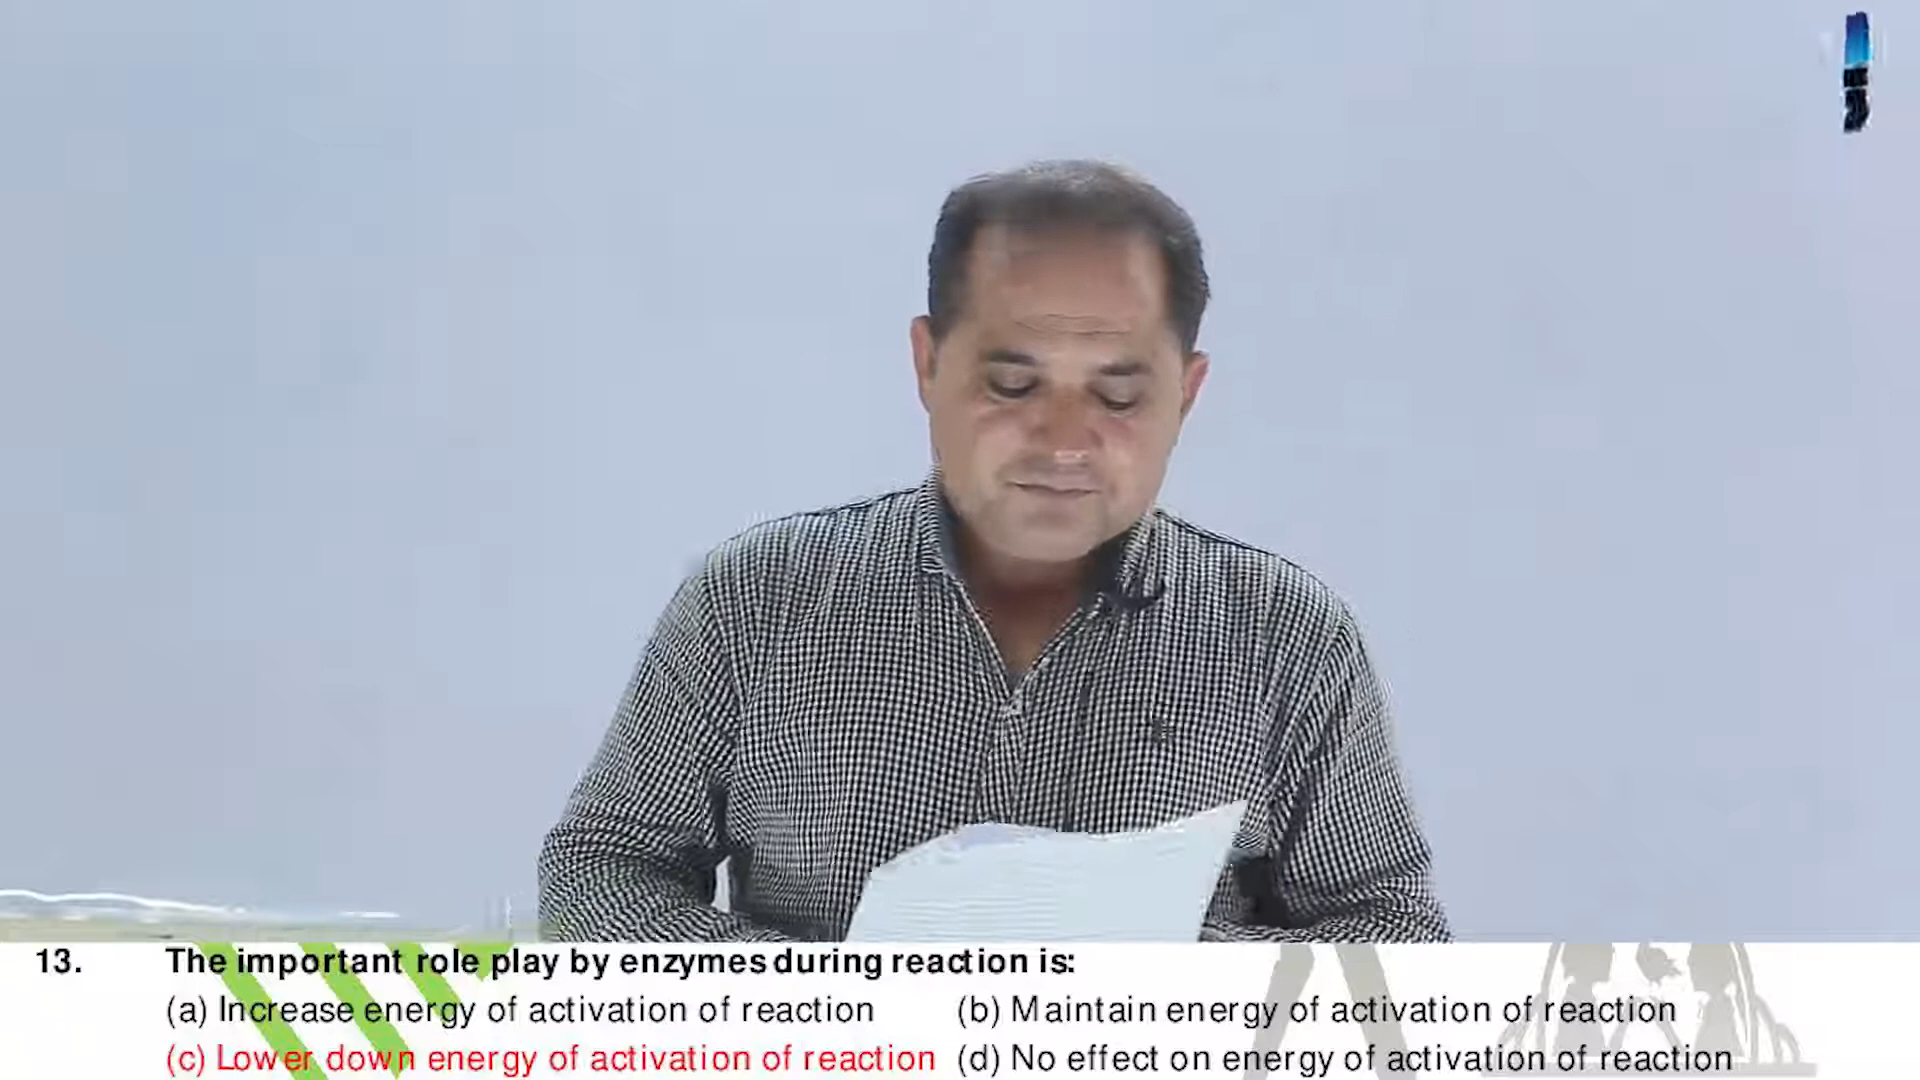 13. The important role play by enzymes during reaction is:
(a) Increase energy of activation of reaction (b) Maintain energy of activation of reaction
(c) Lower down energy of activation of reaction (d) No effect on energy of activation of reaction